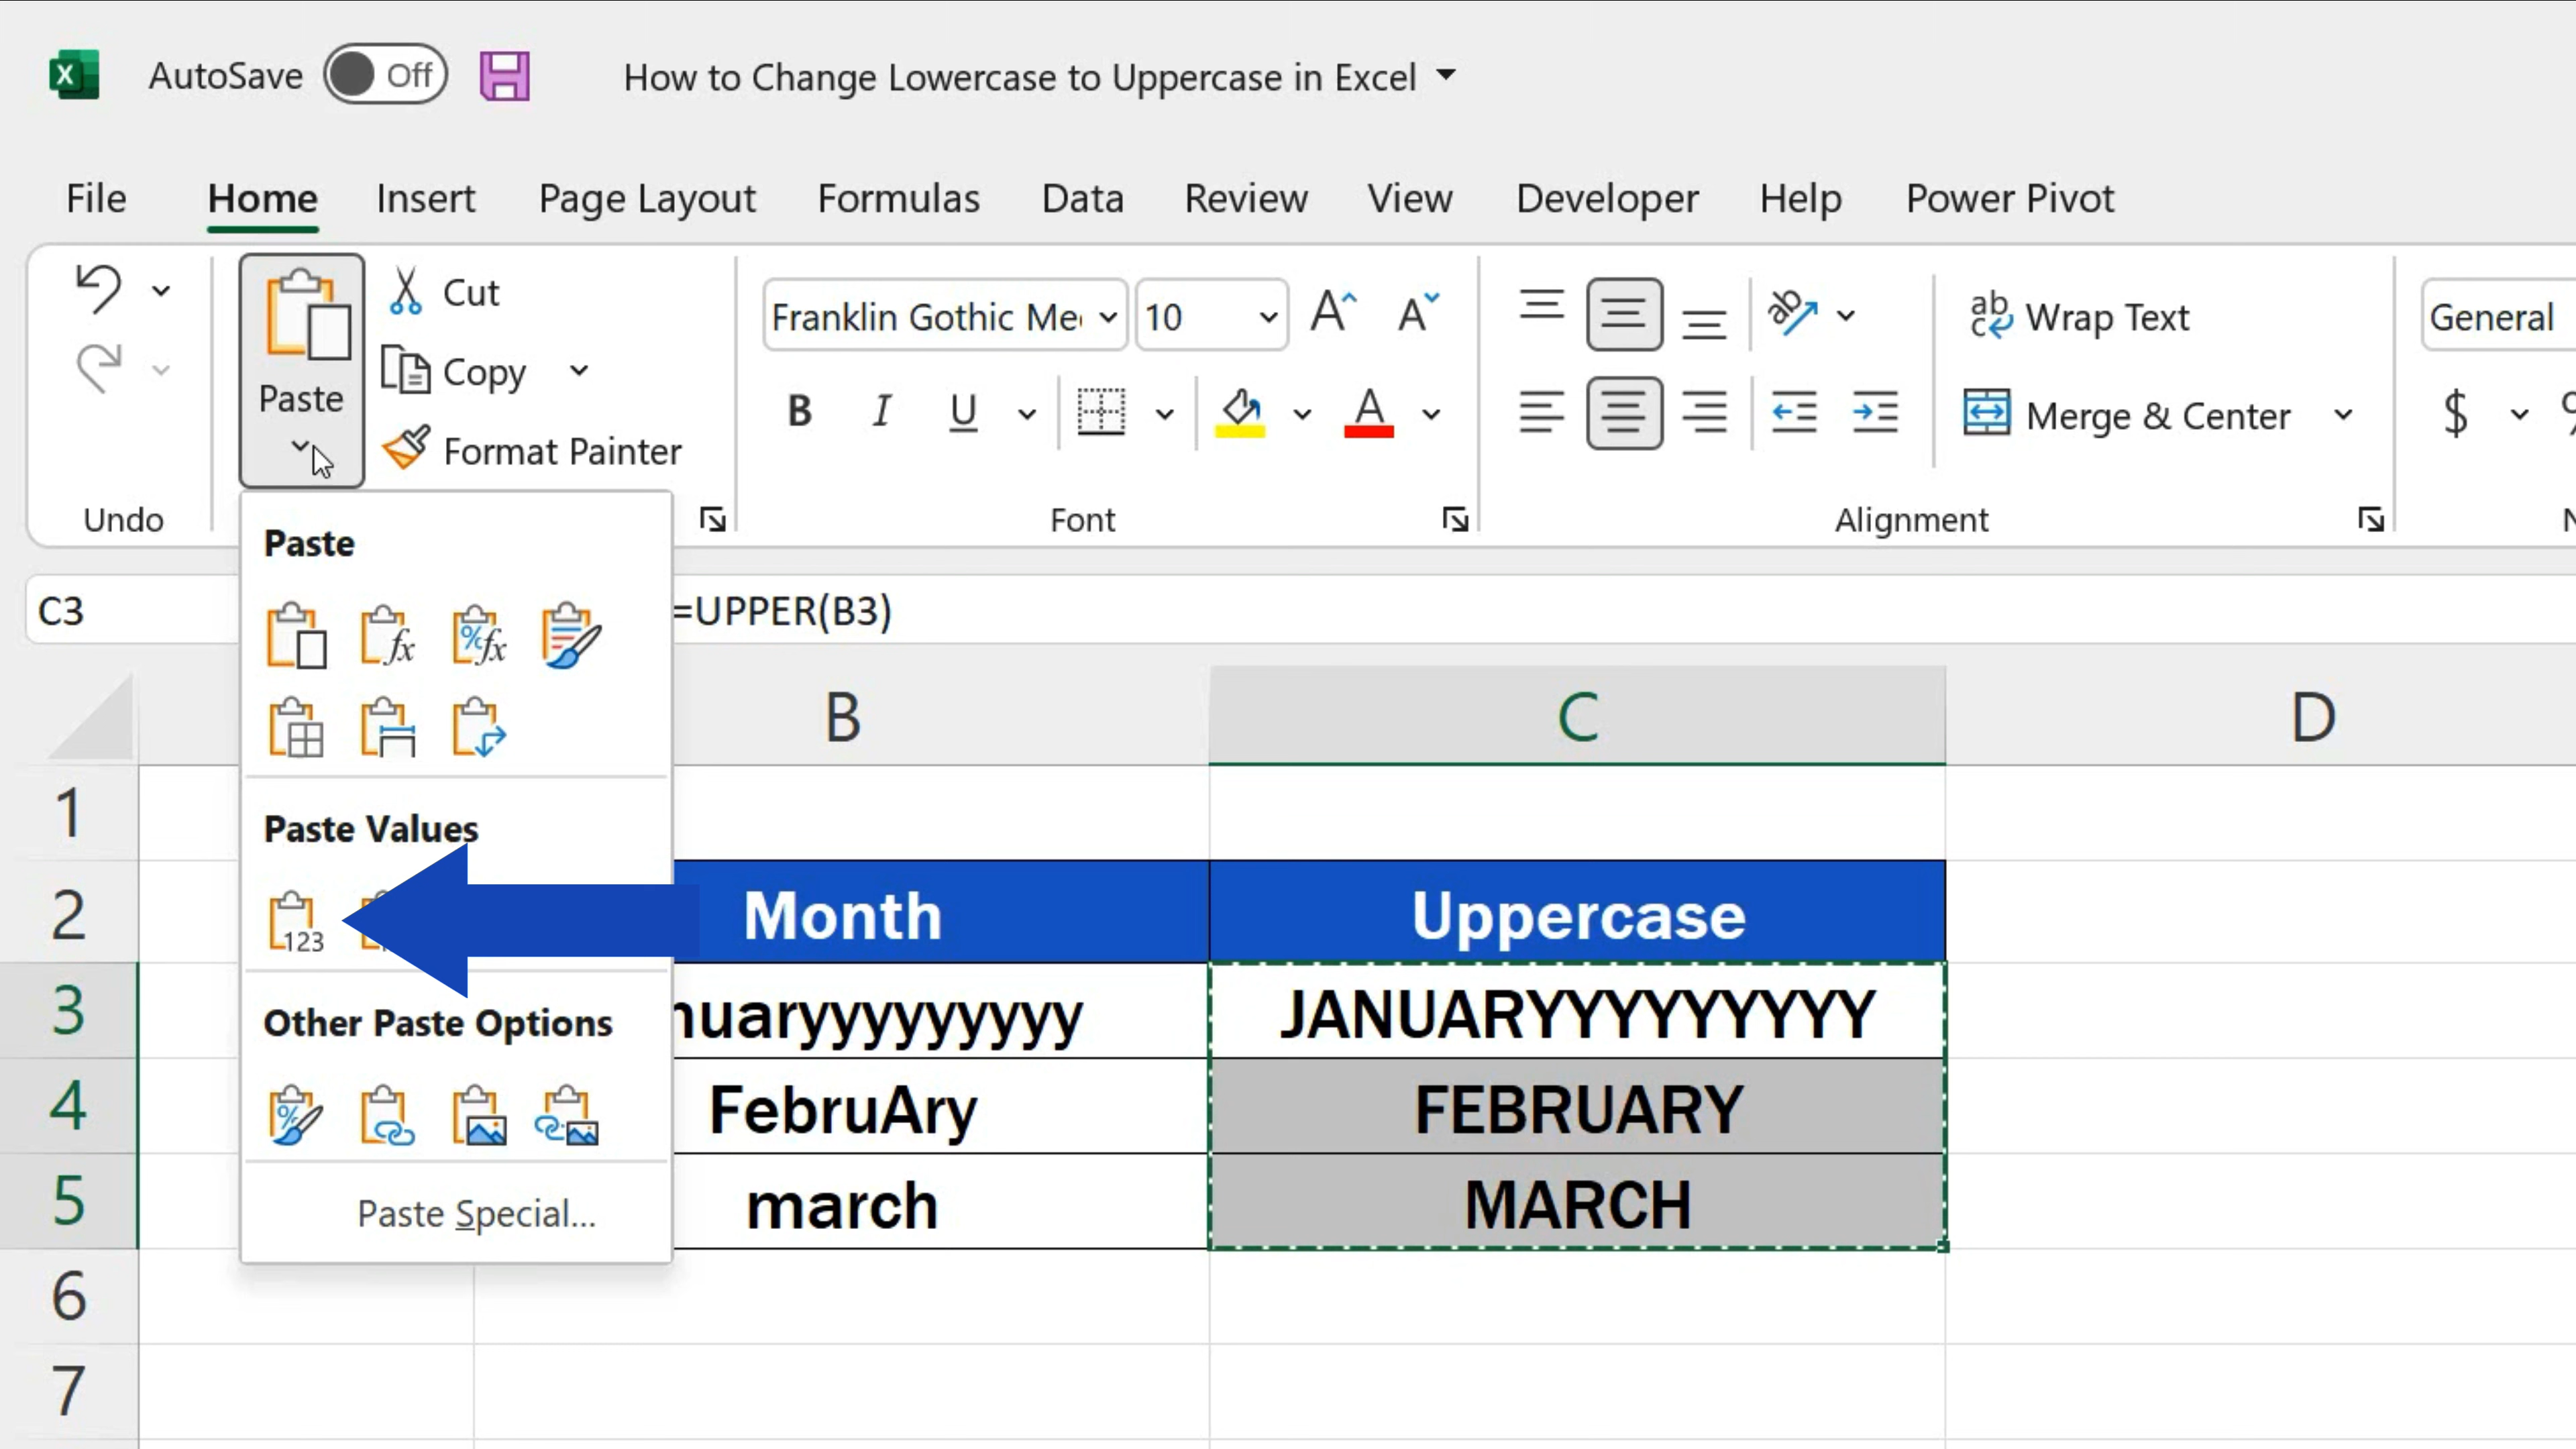 AutoSave Off How to Change Lowercase to Uppercase in Excel
File Home Insert Page Layout Formulas Data Review View Developer Help Power Pivot
Paste
Cut
Copy
Format Painter
Undo
Franklin Gothic Me 10
B I U
Font
Wrap Text
Merge & Center
Alignment
General
$
C3 =UPPER(B3)
Paste
Paste Values
123
Other Paste Options
Paste Special...
B C D
1
2 Month Uppercase
3 nuaryyyyyyyyy JANUARYYYYYYYYY
4 FebruAry FEBRUARY
5 march MARCH
6
7